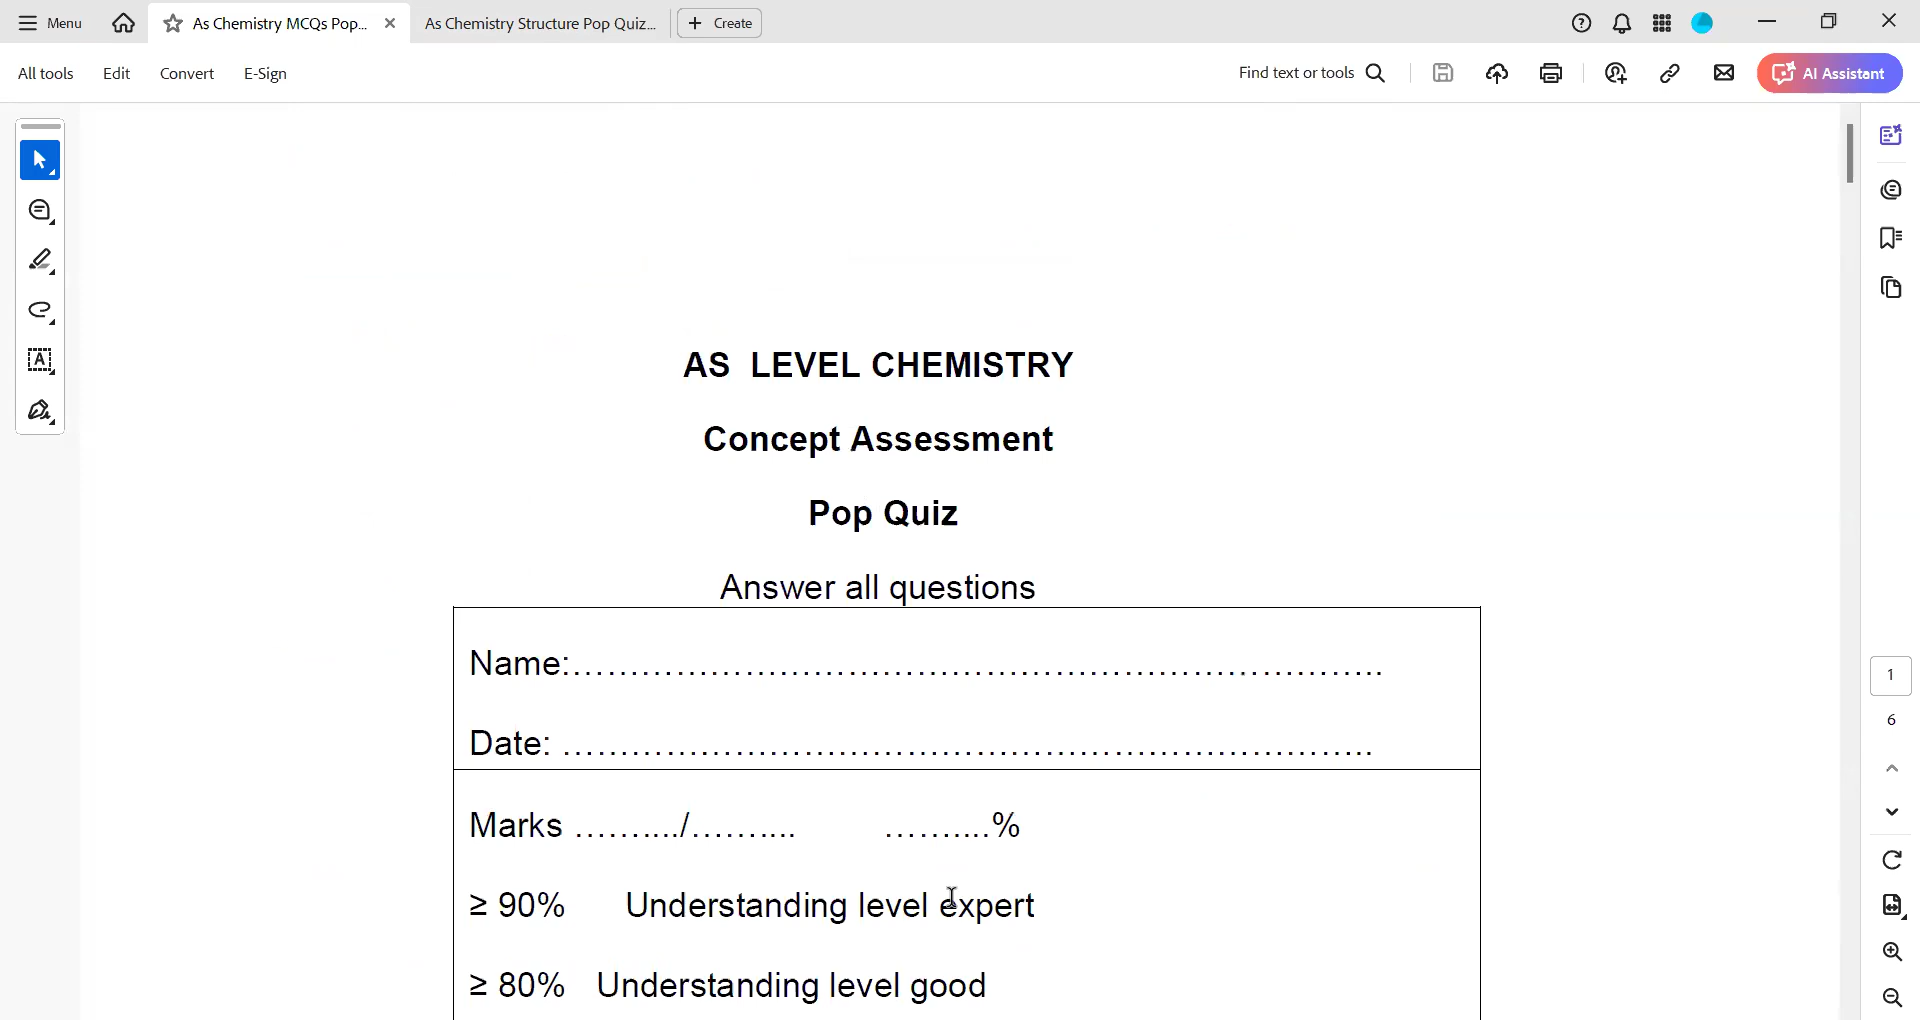 Menu
As Chemistry MCQs Pop...
As Chemistry Structure Pop Quiz...
Create
All tools
Edit
Convert
E-Sign
Find text or tools
AI Assistant
AS LEVEL CHEMISTRY
Concept Assessment
Pop Quiz
Answer all questions
Name:……………………………………………………………….
Date: ……………………………………………………………….
Marks ………./……….. ………..%
≥ 90% Understanding level expert
≥ 80% Understanding level good
1
6